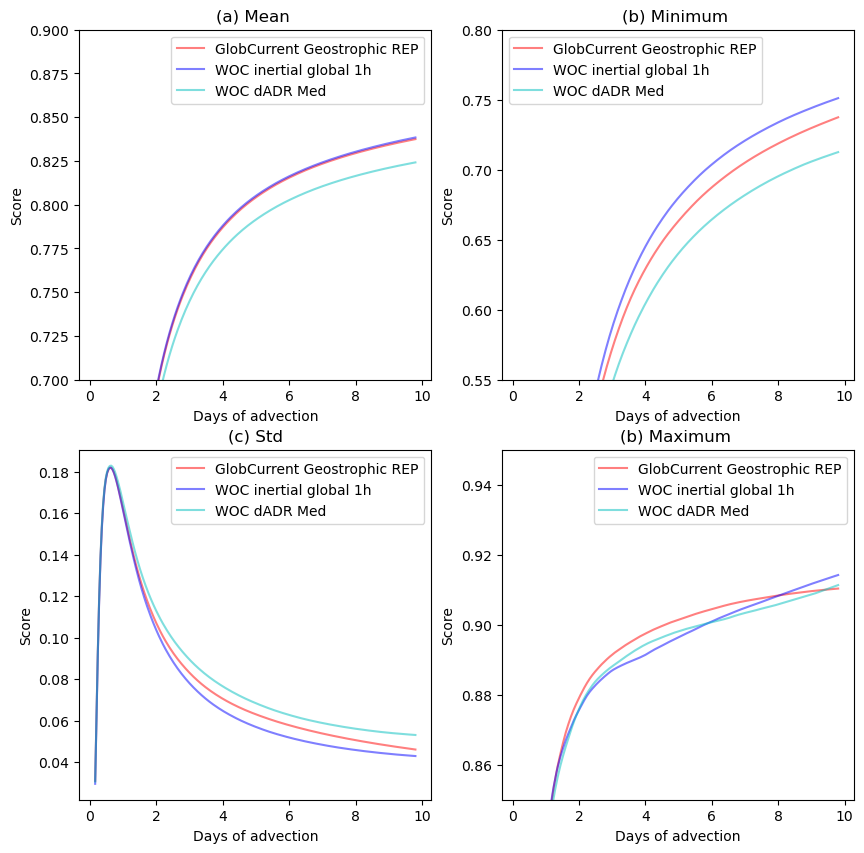 (a) Mean
0.900
0.875
0.850
0.825
0.800
0.775
0.750
0.725
0.700
Score
0 2 4 6 8 10
Days of advection
GlobCurrent Geostrophic REP
WOC inertial global 1h
WOC dADR Med
(b) Minimum
0.80
0.75
0.70
0.65
0.60
0.55
Score
0 2 4 6 8 10
Days of advection
GlobCurrent Geostrophic REP
WOC inertial global 1h
WOC dADR Med
(c) Std
0.18
0.16
0.14
0.12
0.10
0.08
0.06
0.04
Score
0 2 4 6 8 10
Days of advection
GlobCurrent Geostrophic REP
WOC inertial global 1h
WOC dADR Med
(b) Maximum
0.94
0.92
0.90
0.88
0.86
Score
0 2 4 6 8 10
Days of advection
GlobCurrent Geostrophic REP
WOC inertial global 1h
WOC dADR Med